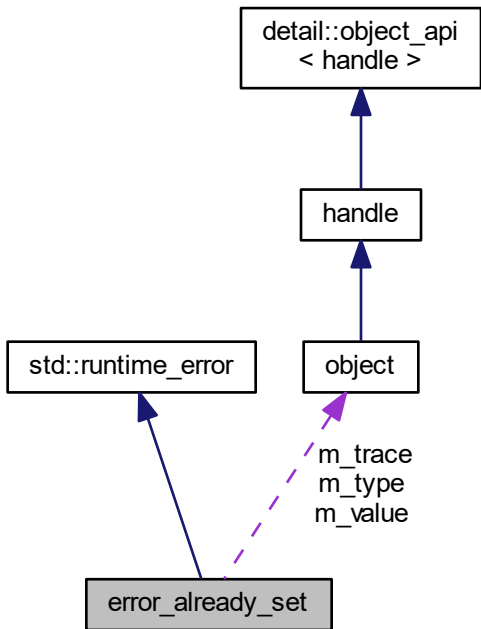 detail::object_api
< handle >
handle
std::runtime_error
object
m_trace
m_type
m_value
error_already_set